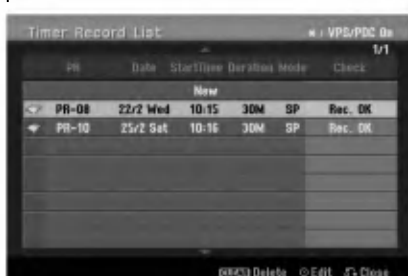 Timer Record List ✱ : VPS/PDC On
1/1
PR Date Start Time Duration Mode Check
New
PR-08 22/2 Wed 10:15 30M SP Rec. OK
PR-10 25/2 Sat 10:16 30M SP Rec. OK
Delete Edit Close